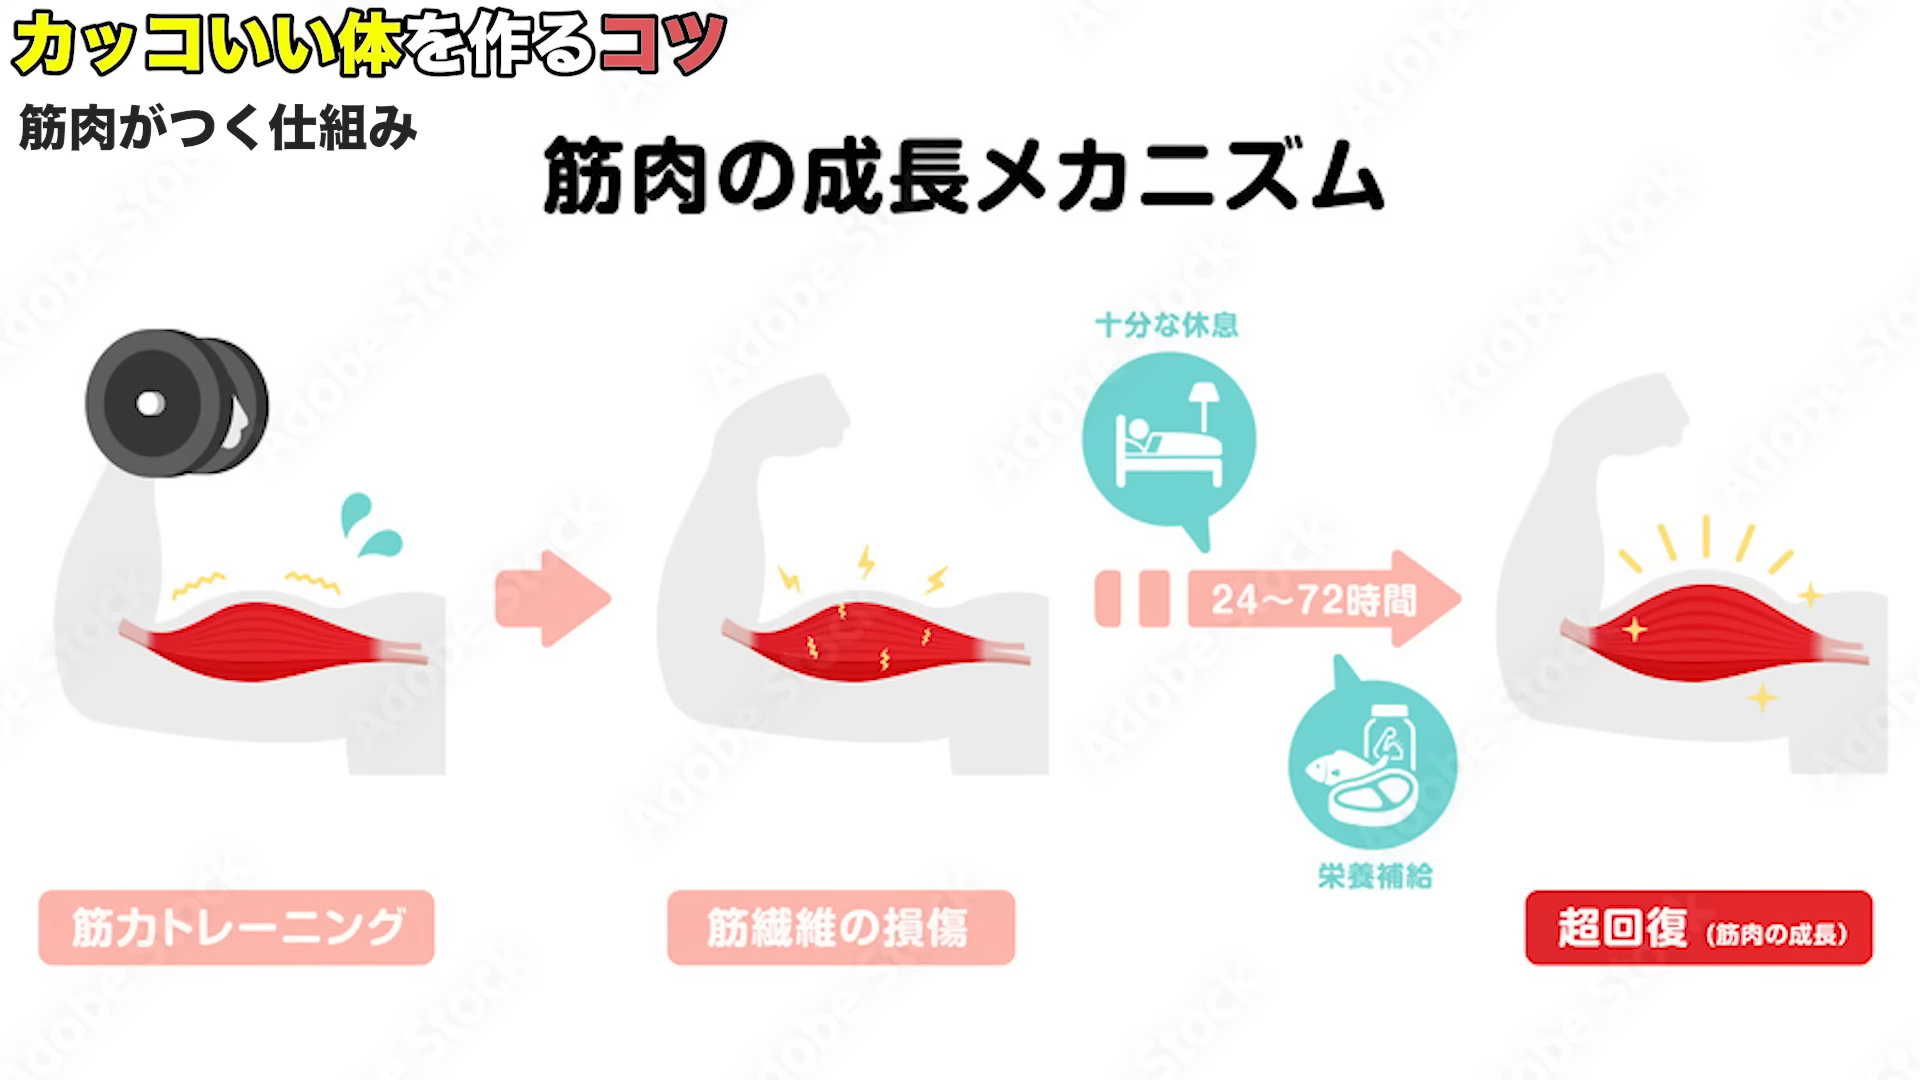 カッコいい体を作るコツ
筋肉がつく仕組み
筋肉の成長メカニズム
十分な休息
24〜72時間
栄養補給
筋力トレーニング
筋繊維の損傷
超回復（筋肉の成長）
Adobe Stock